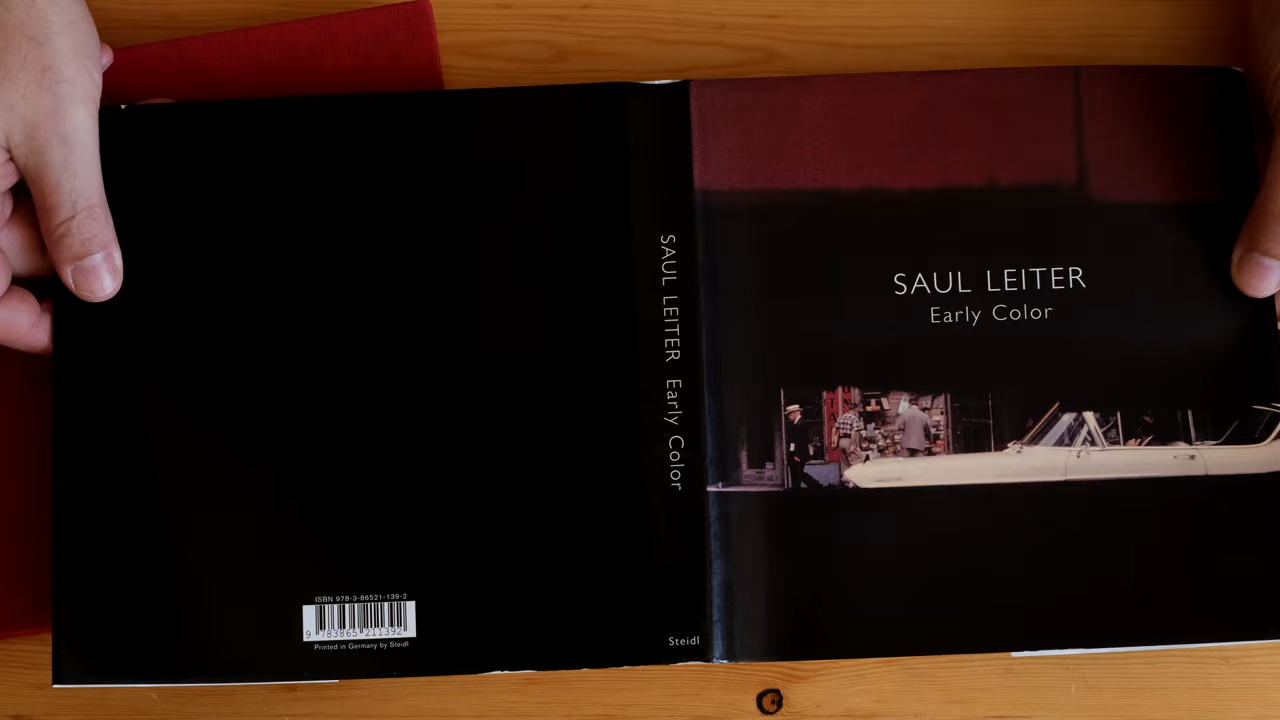 ISBN 978-3-86521-139-2
9 783865 211392
Printed in Germany by Steidl
SAUL LEITER Early Color
Steidl
SAUL LEITER
Early Color